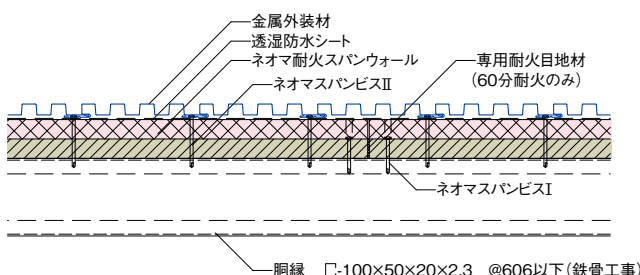 金属外装材
透湿防水シート
ネオマ耐火スパンウォール
ネオマスパンビスⅡ
専用耐火目地材
(60分耐火のみ)
ネオマスパンビスⅠ
胴縁 □-100×50×20×2.3 @606以下(鉄骨工事)